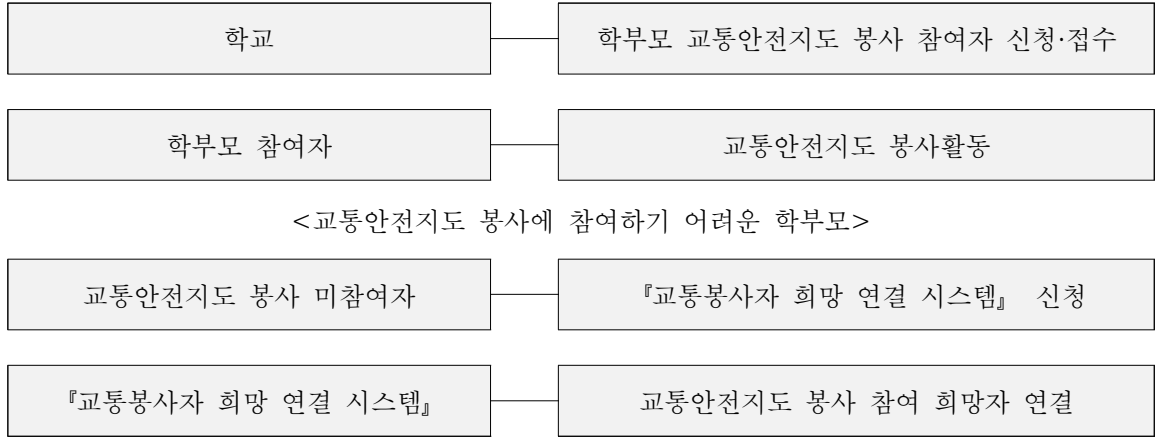 학교 학부모 교통안전지도 봉사 참여자 신청·접수
학부모 참여자 교통안전지도 봉사활동
<교통안전지도 봉사에 참여하기 어려운 학부모>
교통안전지도 봉사 미참여자 『교통봉사자 희망 연결 시스템』 신청
『교통봉사자 희망 연결 시스템』 교통안전지도 봉사 참여 희망자 연결